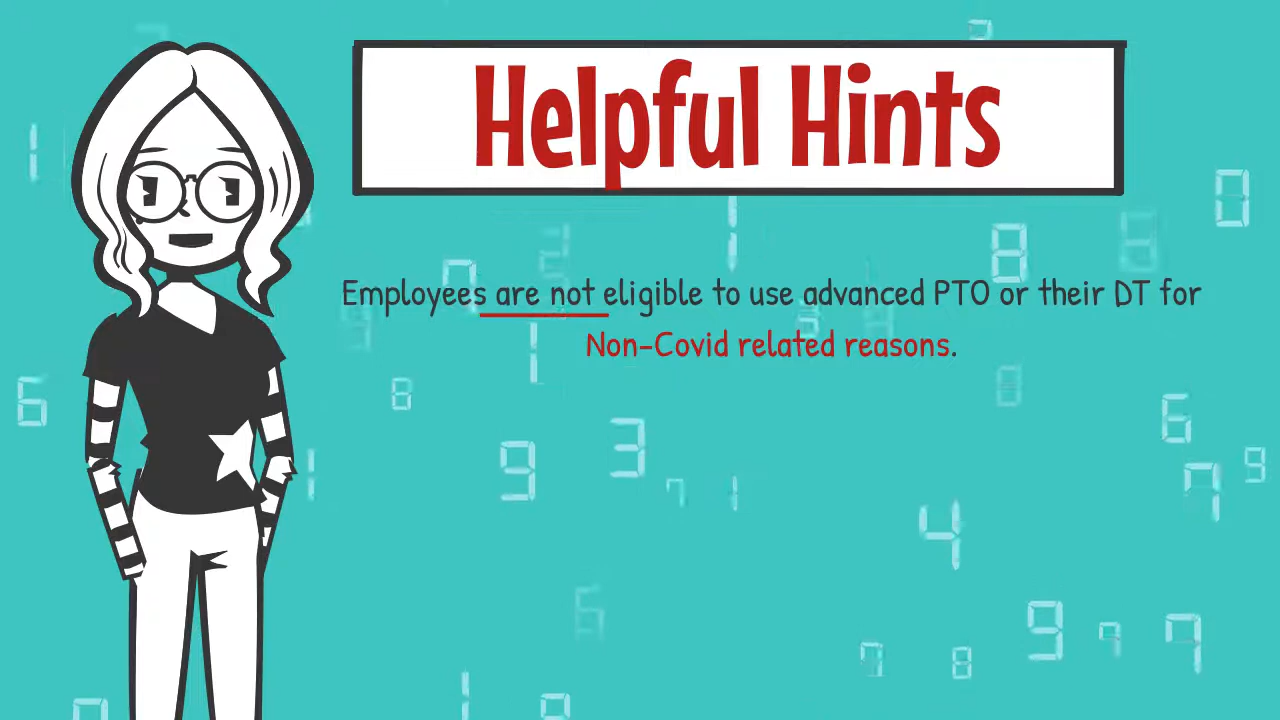 Helpful Hints
Employees are not eligible to use advanced PTO or their DT for
Non-Covid related reasons.